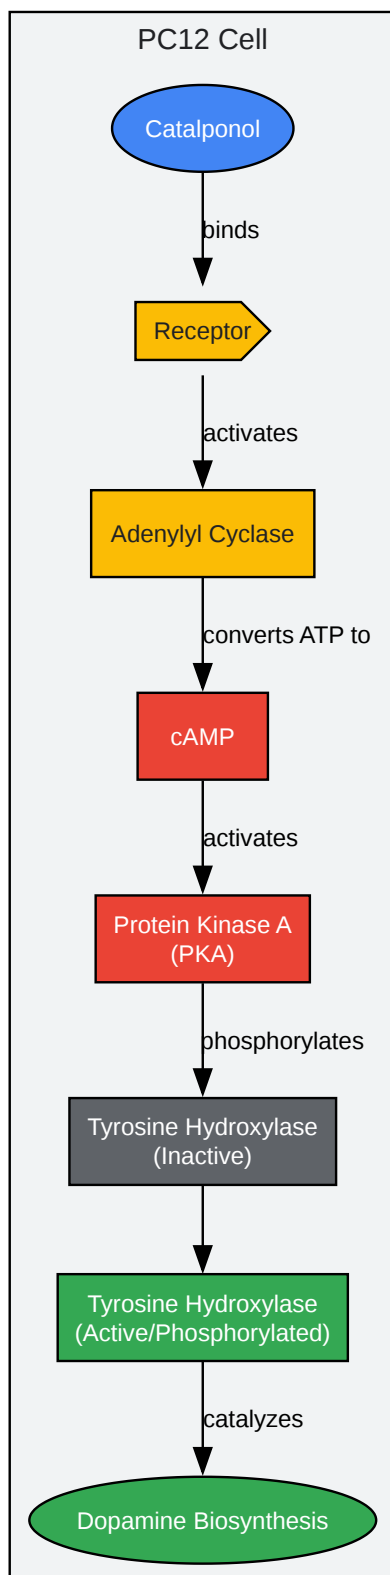 PC12 Cell
Catalponol
binds
Receptor
activates
Adenylyl Cyclase
converts ATP to
cAMP
activates
Protein Kinase A
(PKA)
phosphorylates
Tyrosine Hydroxylase
(Inactive)
Tyrosine Hydroxylase
(Active/Phosphorylated)
catalyzes
Dopamine Biosynthesis